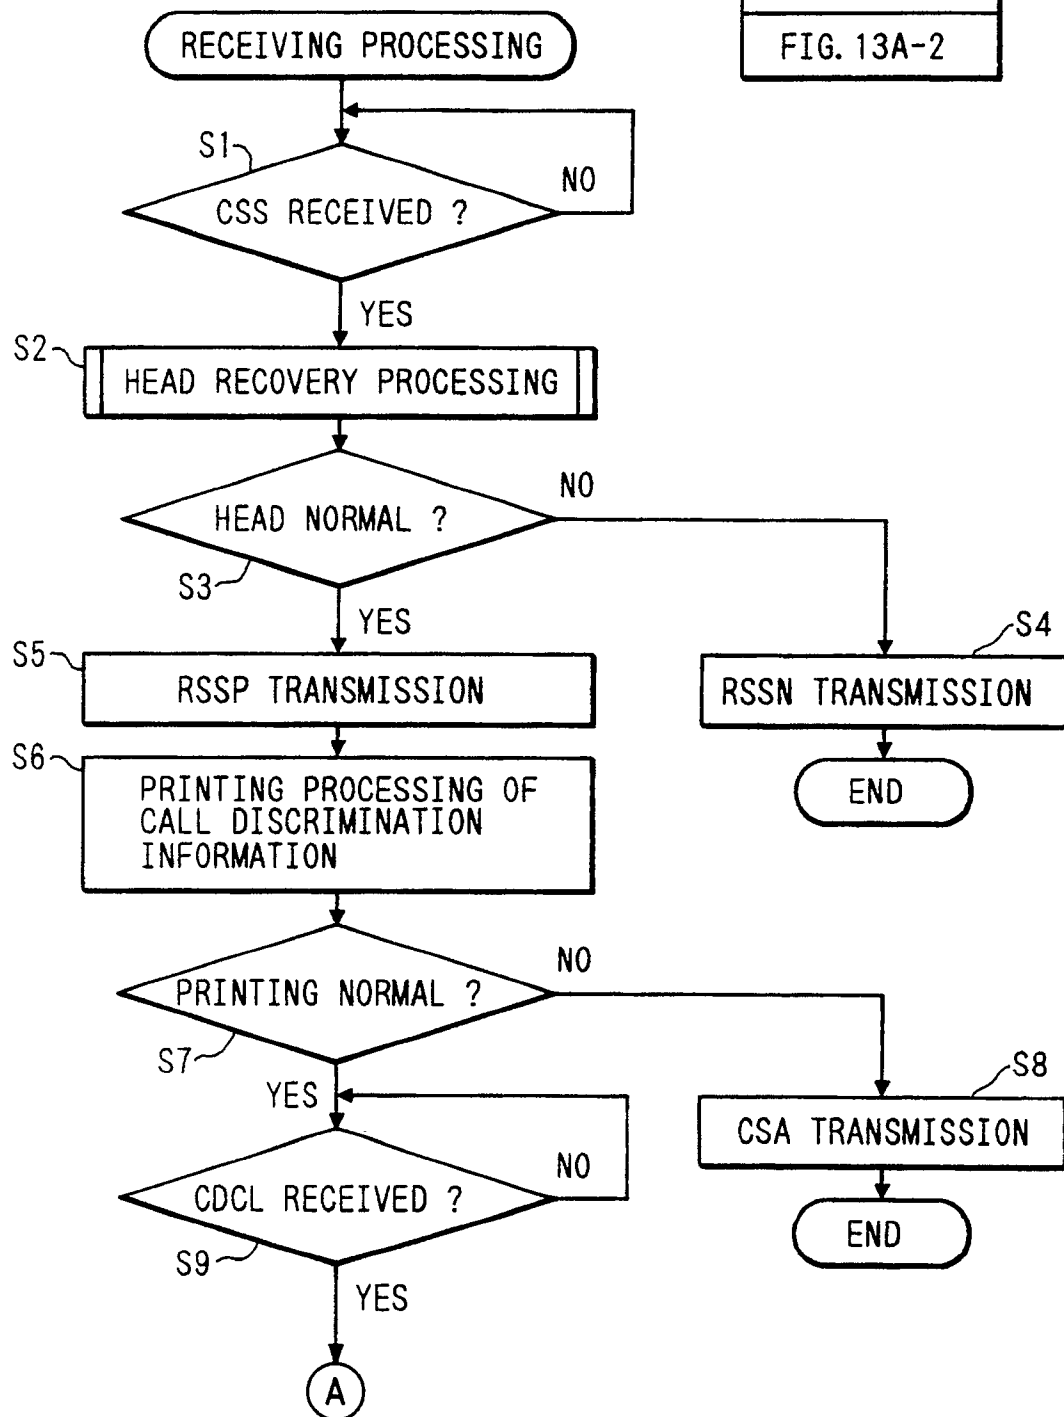 RECEIVING PROCESSING
FIG. 13A-2
S1
CSS RECEIVED ?
NO
YES
S2
HEAD RECOVERY PROCESSING
HEAD NORMAL ?
NO
S3
YES
S4
S5
RSSP TRANSMISSION
RSSN TRANSMISSION
S6
PRINTING PROCESSING OF
CALL DISCRIMINATION
INFORMATION
END
PRINTING NORMAL ?
NO
S7
YES
S8
CSA TRANSMISSION
CDCL RECEIVED ?
NO
S9
END
YES
A